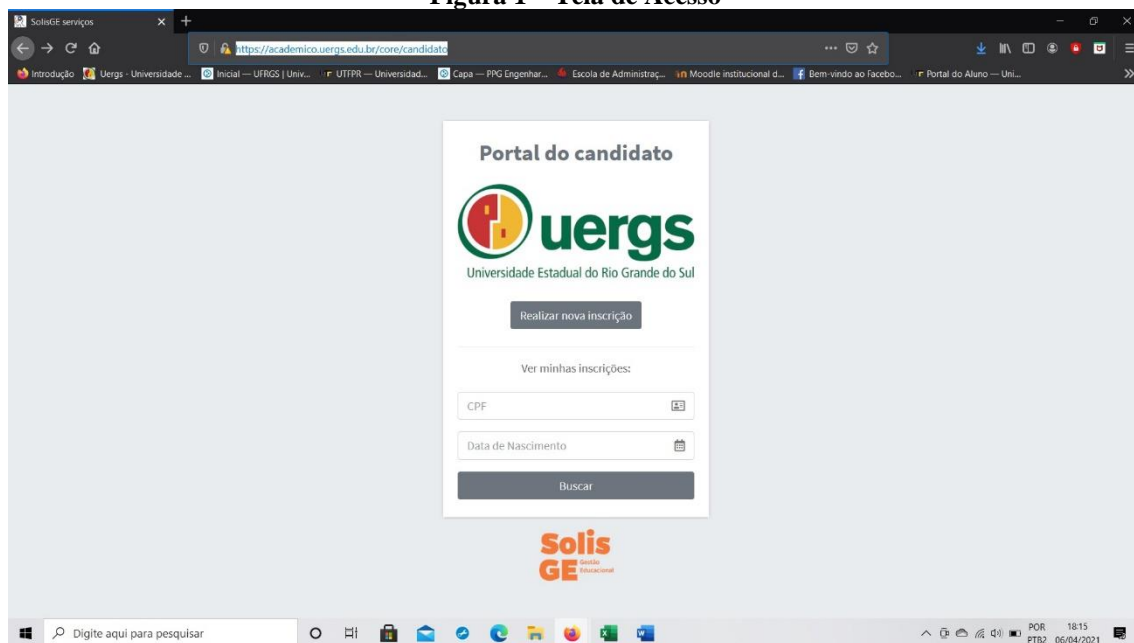 Figura 1 – Tela de Acesso
SolisGE serviços
https://academico.uergs.edu.br/core/candidato
Introdução Uergs - Universidade ... Inicial — UFRGS | Univ... UTFPR — Universidad... Capa — PPG Engenhar... Escola de Administraç... Moodle institucional d... Bem-vindo ao Facebo... Portal do Aluno — Uni...
Portal do candidato
uergs
Universidade Estadual do Rio Grande do Sul
Realizar nova inscrição
Ver minhas inscrições:
CPF
Data de Nascimento
Buscar
Solis
GE Gestão
Educacional
Digite aqui para pesquisar
POR 18:15
PTB2 06/04/2021